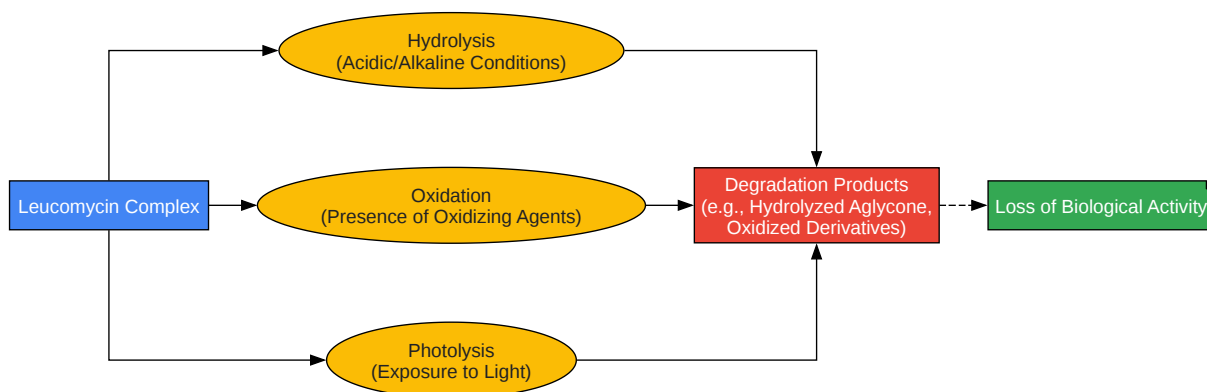 Hydrolysis
(Acidic/Alkaline Conditions)
Leucomycin Complex
Oxidation
(Presence of Oxidizing Agents)
Degradation Products
(e.g., Hydrolyzed Aglycone,
Oxidized Derivatives)
Loss of Biological Activity
Photolysis
(Exposure to Light)